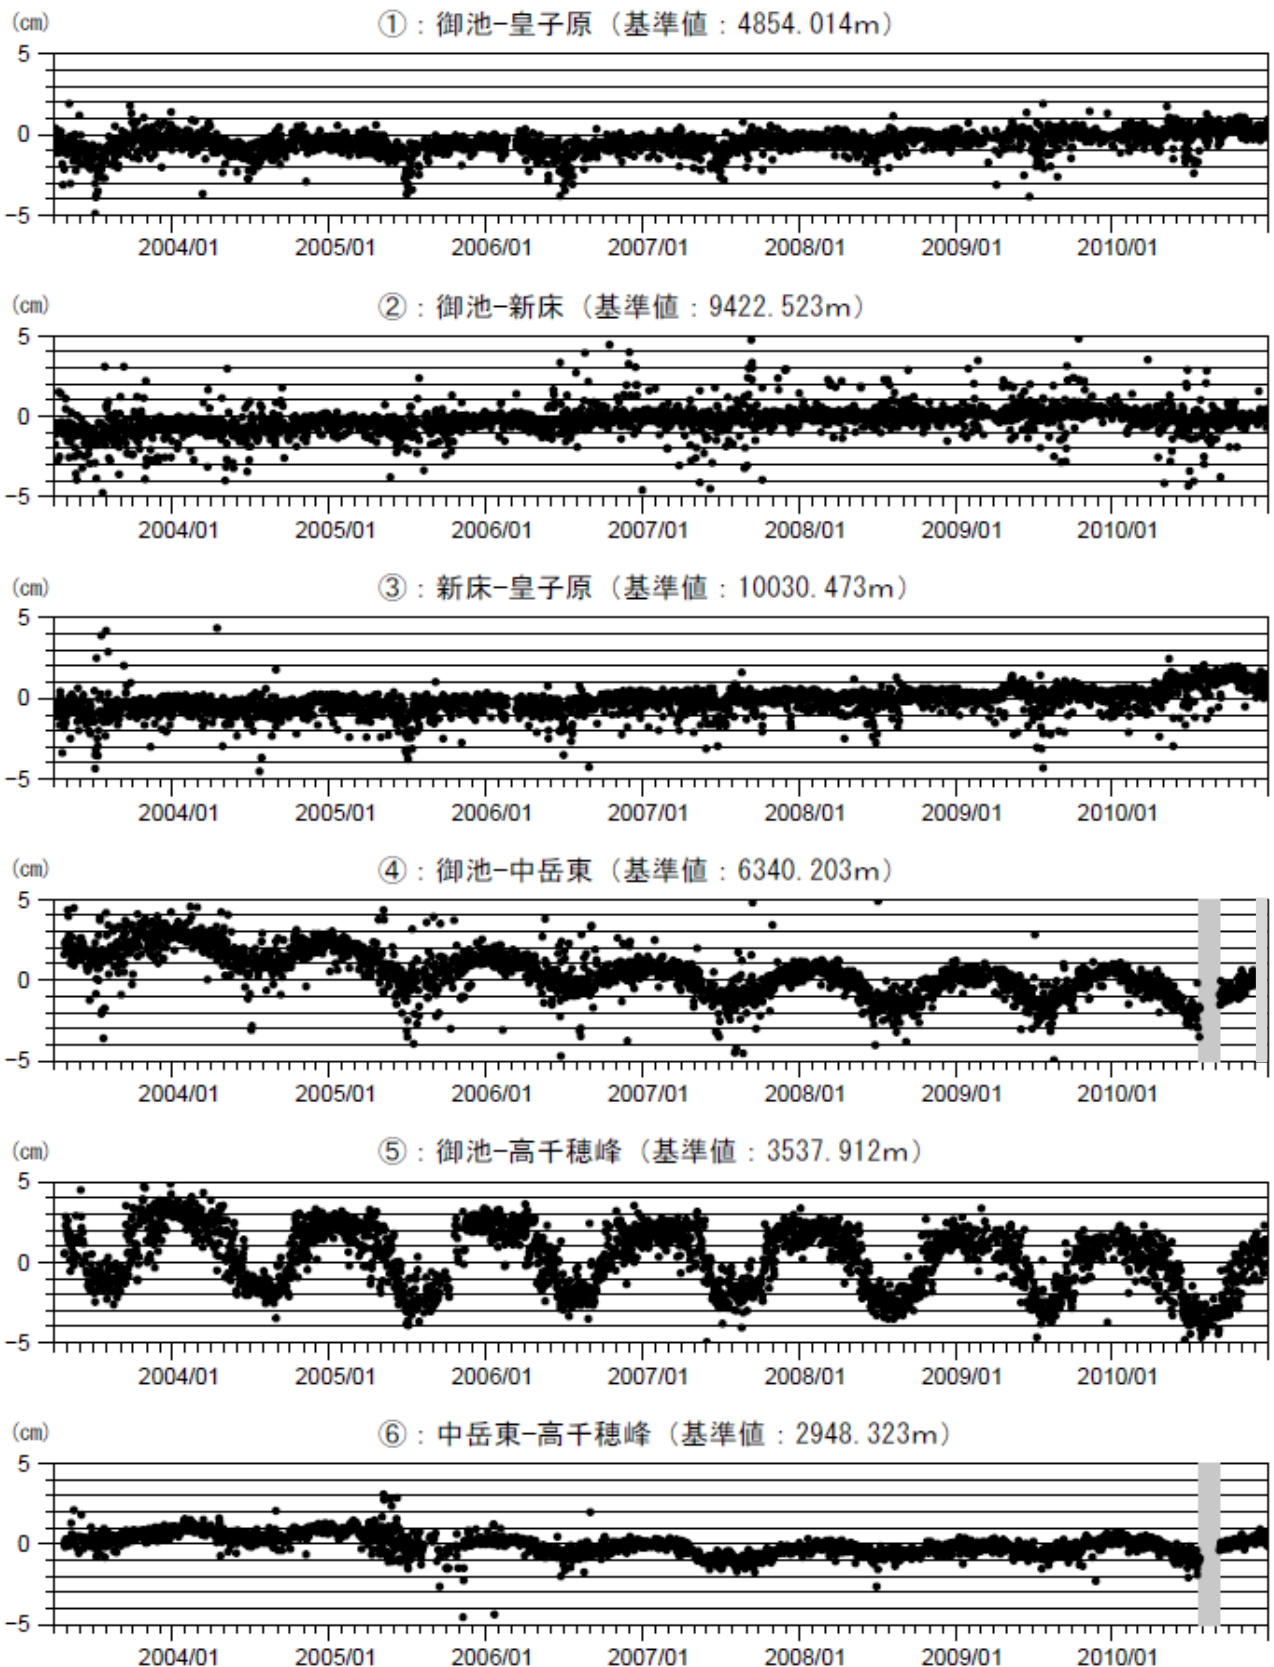 (cm) ①：御池−皇子原（基準値：4854.014m）
5
0
−5
2004/01 2005/01 2006/01 2007/01 2008/01 2009/01 2010/01
(cm) ②：御池−新床（基準値：9422.523m）
5
0
−5
2004/01 2005/01 2006/01 2007/01 2008/01 2009/01 2010/01
(cm) ③：新床−皇子原（基準値：10030.473m）
5
0
−5
2004/01 2005/01 2006/01 2007/01 2008/01 2009/01 2010/01
(cm) ④：御池−中岳東（基準値：6340.203m）
5
0
−5
2004/01 2005/01 2006/01 2007/01 2008/01 2009/01 2010/01
(cm) ⑤：御池−高千穂峰（基準値：3537.912m）
5
0
−5
2004/01 2005/01 2006/01 2007/01 2008/01 2009/01 2010/01
(cm) ⑥：中岳東−高千穂峰（基準値：2948.323m）
5
0
−5
2004/01 2005/01 2006/01 2007/01 2008/01 2009/01 2010/01